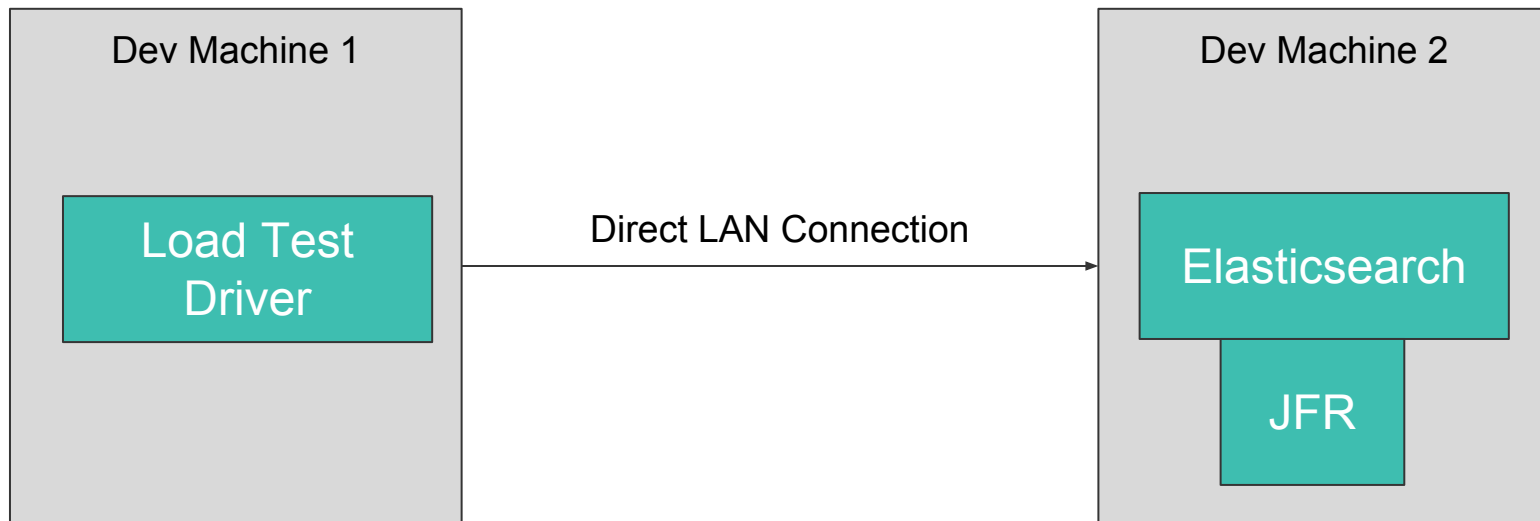 Dev Machine 1
Load Test
Driver
Direct LAN Connection
Dev Machine 2
Elasticsearch
JFR